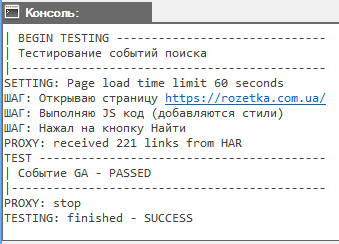 Консоль:
| BEGIN TESTING ------------------------------
| Тестирование событий поиска
|---------------------------------------------
SETTING: Page load time limit 60 seconds
ШАГ: Открываю страницу https://rozetka.com.ua/
ШАГ: Выполняю JS код (добавляются стили)
ШАГ: Нажал на кнопку Найти
PROXY: received 221 links from HAR
TEST -----------------------------------------
| Событие GA - PASSED
|---------------------------------------------
PROXY: stop
TESTING: finished - SUCCESS